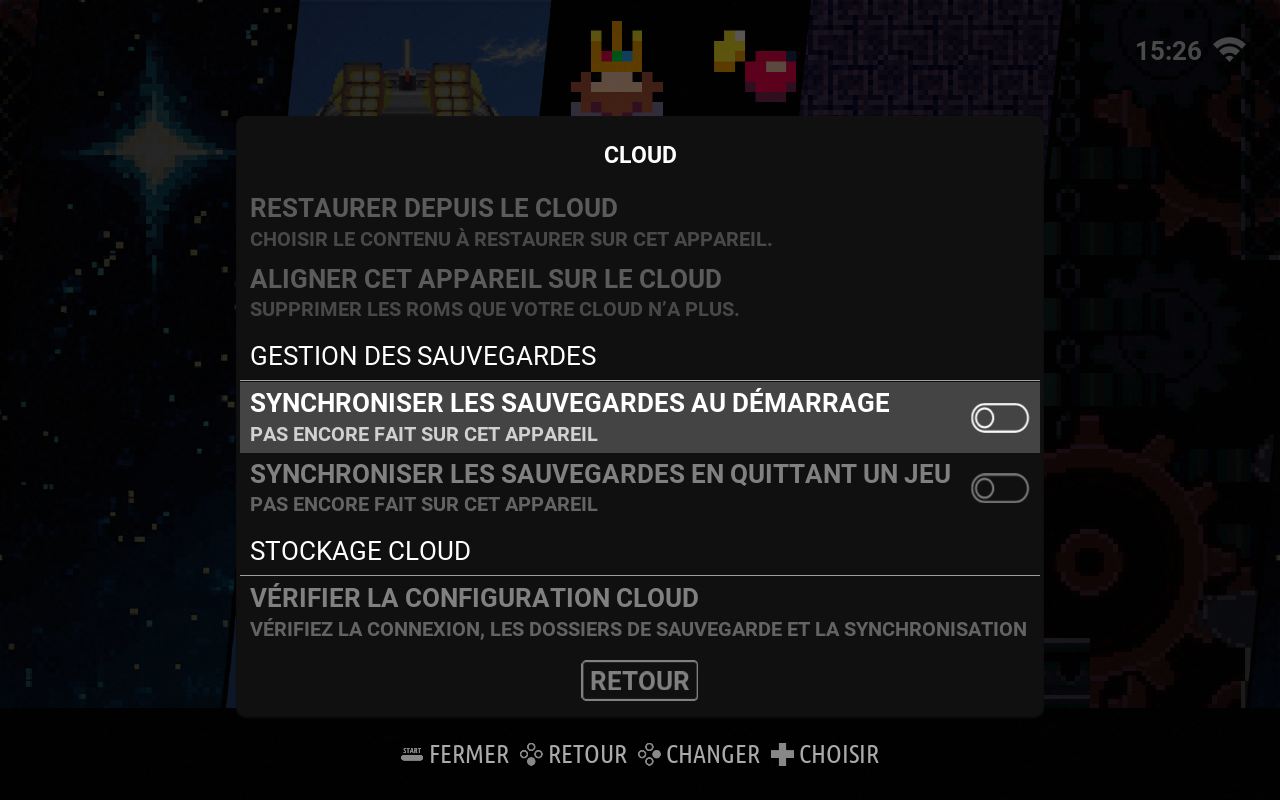 15:26
CLOUD
RESTAURER DEPUIS LE CLOUD
CHOISIR LE CONTENU À RESTAURER SUR CET APPAREIL.
ALIGNER CET APPAREIL SUR LE CLOUD
SUPPRIMER LES ROMS QUE VOTRE CLOUD N’A PLUS.
GESTION DES SAUVEGARDES
SYNCHRONISER LES SAUVEGARDES AU DÉMARRAGE
PAS ENCORE FAIT SUR CET APPAREIL
SYNCHRONISER LES SAUVEGARDES EN QUITTANT UN JEU
PAS ENCORE FAIT SUR CET APPAREIL
STOCKAGE CLOUD
VÉRIFIER LA CONFIGURATION CLOUD
VÉRIFIEZ LA CONNEXION, LES DOSSIERS DE SAUVEGARDE ET LA SYNCHRONISATION
RETOUR
START FERMER RETOUR CHANGER CHOISIR